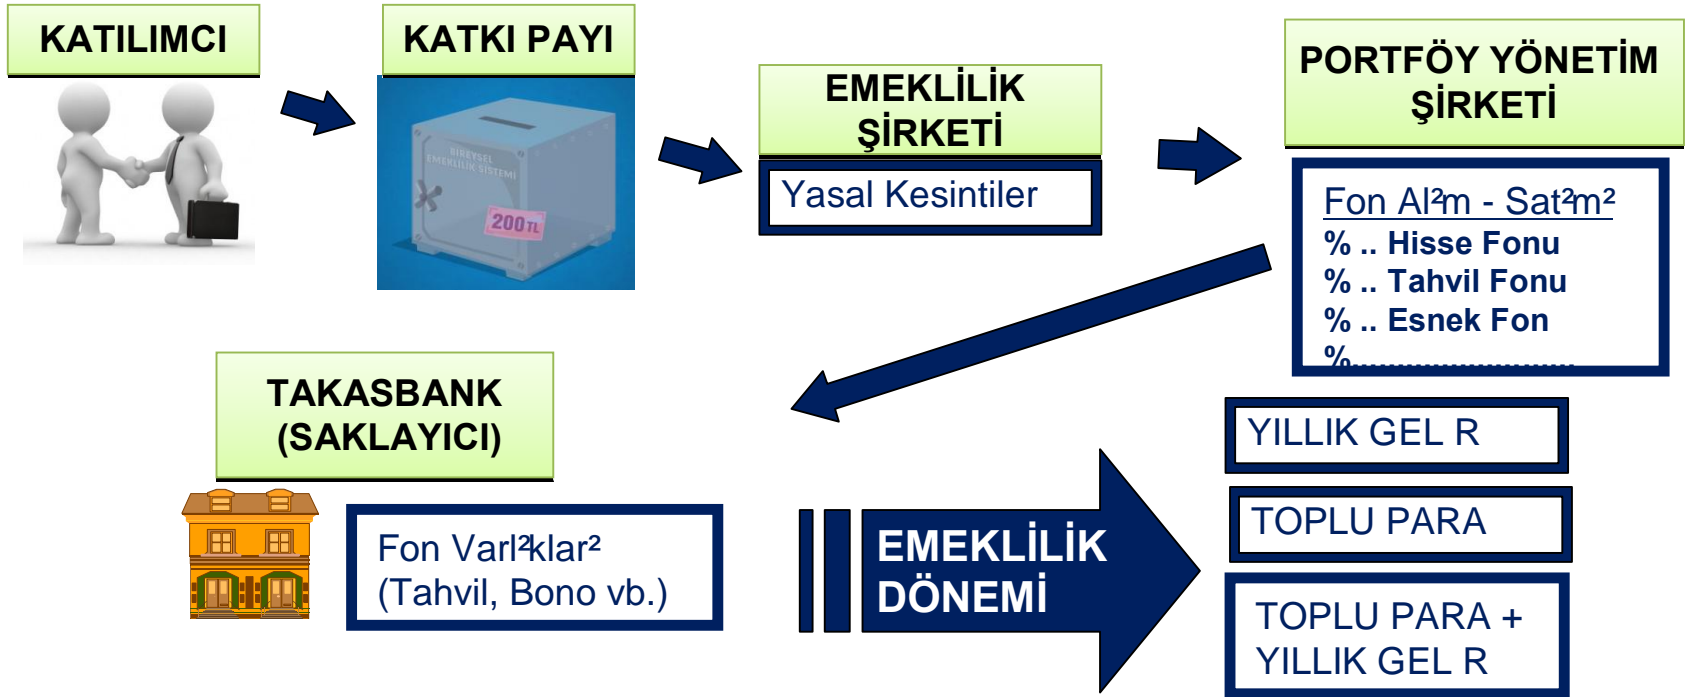 KATILIMCI
KATKI PAYI
BİREYSEL
EMEKLİLİK SİSTEMİ
200 TL
EMEKLİLİK
ŞİRKETİ
Yasal Kesintiler
PORTFÖY YÖNETİM
ŞİRKETİ
Fon Al²m - Sat²m²
% .. Hisse Fonu
% .. Tahvil Fonu
% .. Esnek Fon
%..........................
TAKASBANK
(SAKLAYICI)
Fon Varl²klar²
(Tahvil, Bono vb.)
EMEKLİLİK
DÖNEMİ
YILLIK GEL R
TOPLU PARA
TOPLU PARA +
YILLIK GEL R